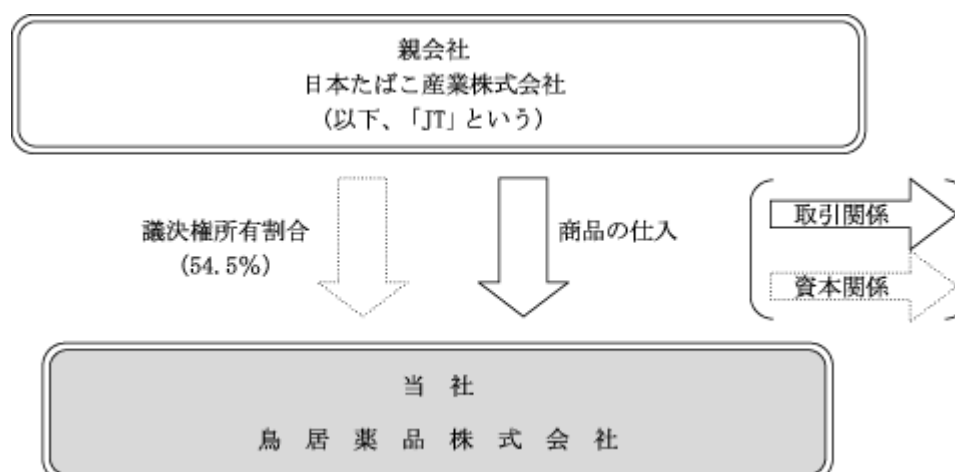 親会社
日本たばこ産業株式会社
(以下、「JT」という)
議決権所有割合
(54.5%)
商品の仕入
取引関係
資本関係
当 社
鳥 居 薬 品 株 式 会 社